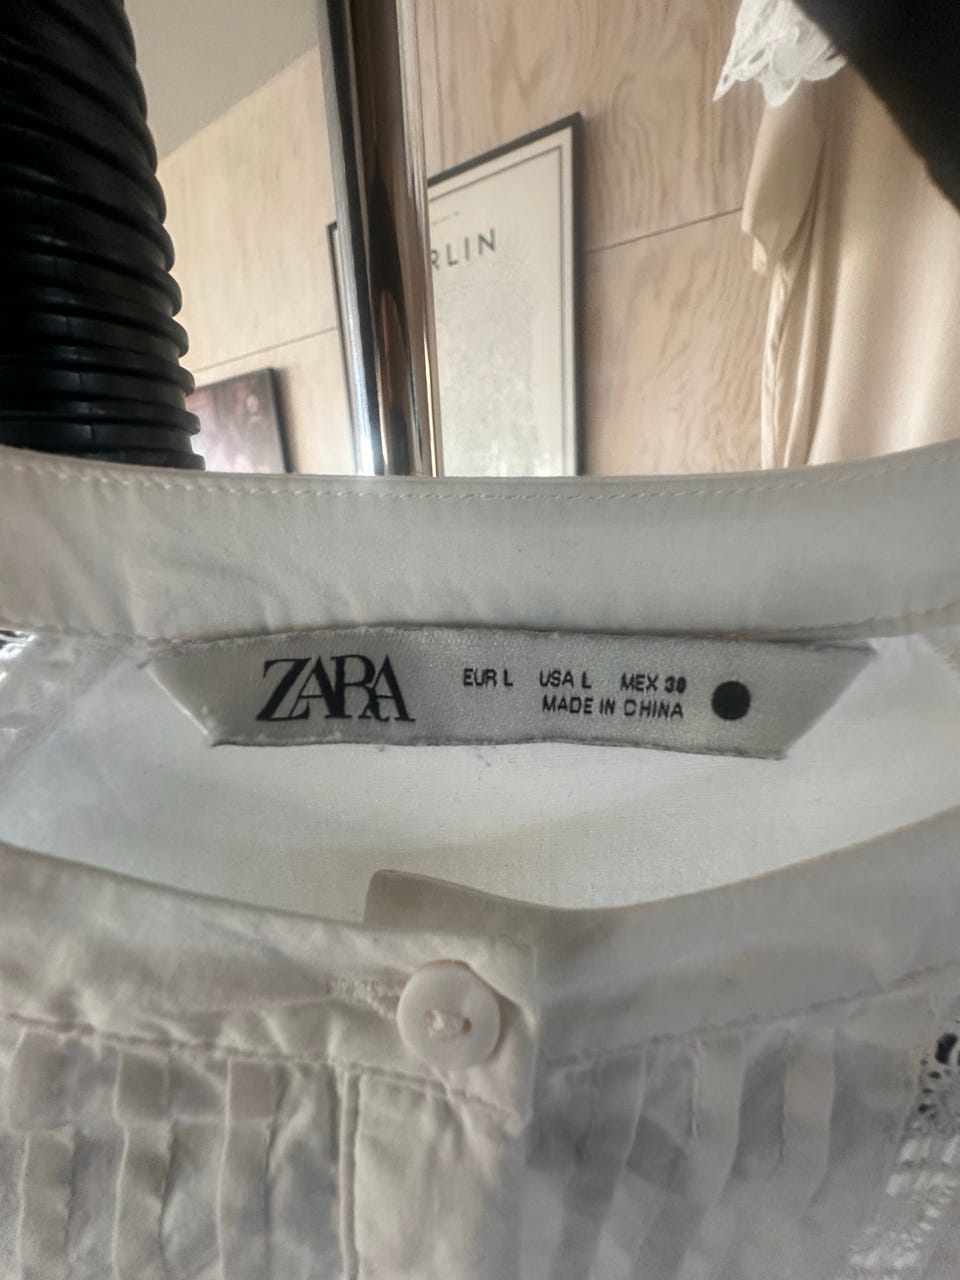 RLIN
ZARA
EUR L USA L MEX 30
MADE IN CHINA